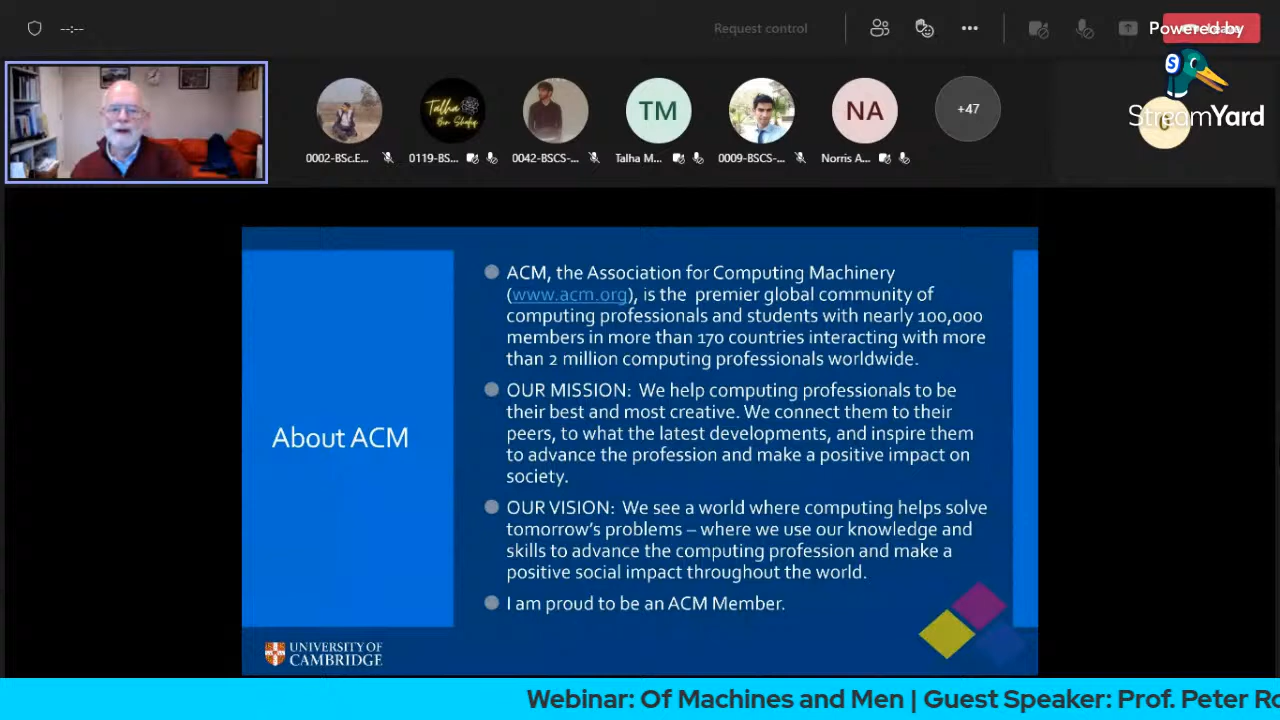 --:--
Request control
Powered by
StreamYard
TM
NA
+47
0002-BSc.E...
0119-BS...
0042-BSCS-...
Talha M...
0009-BSCS-...
Norris A...
ACM, the Association for Computing Machinery
(www.acm.org), is the premier global community of
computing professionals and students with nearly 100,000
members in more than 170 countries interacting with more
than 2 million computing professionals worldwide.
OUR MISSION: We help computing professionals to be
their best and most creative. We connect them to their
peers, to what the latest developments, and inspire them
to advance the profession and make a positive impact on
society.
About ACM
OUR VISION: We see a world where computing helps solve
tomorrow's problems – where we use our knowledge and
skills to advance the computing profession and make a
positive social impact throughout the world.
I am proud to be an ACM Member.
UNIVERSITY OF
CAMBRIDGE
Webinar: Of Machines and Men | Guest Speaker: Prof. Peter Ro